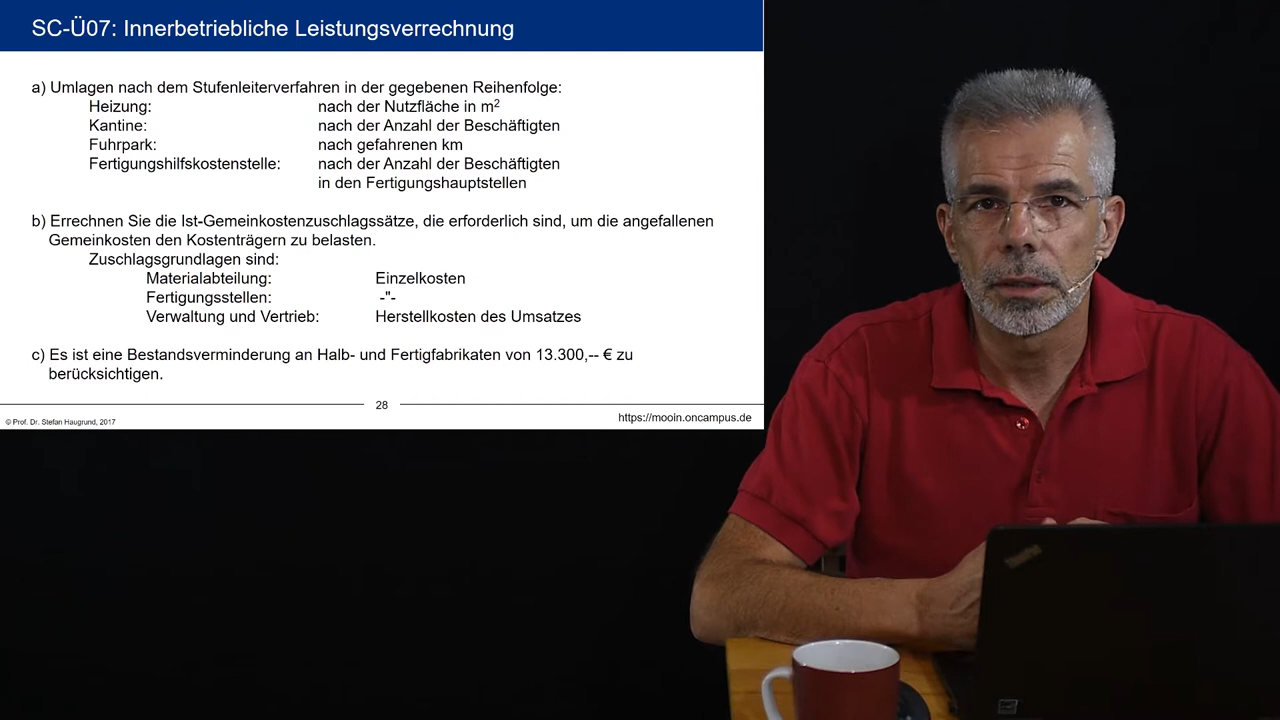 SC-Ü07: Innerbetriebliche Leistungsverrechnung
a) Umlagen nach dem Stufenleiterverfahren in der gegebenen Reihenfolge:
Heizung: nach der Nutzfläche in m²
Kantine: nach der Anzahl der Beschäftigten
Fuhrpark: nach gefahrenen km
Fertigungshilfskostenstelle: nach der Anzahl der Beschäftigten
in den Fertigungshauptstellen
b) Errechnen Sie die Ist-Gemeinkostenzuschlagssätze, die erforderlich sind, um die angefallenen
Gemeinkosten den Kostenträgern zu belasten.
Zuschlagsgrundlagen sind:
Materialabteilung: Einzelkosten
Fertigungsstellen: -"-
Verwaltung und Vertrieb: Herstellkosten des Umsatzes
c) Es ist eine Bestandsverminderung an Halb- und Fertigfabrikaten von 13.300,-- € zu
berücksichtigen.
28
© Prof. Dr. Stefan Haugrund, 2017
https://mooin.oncampus.de
ThinkPad